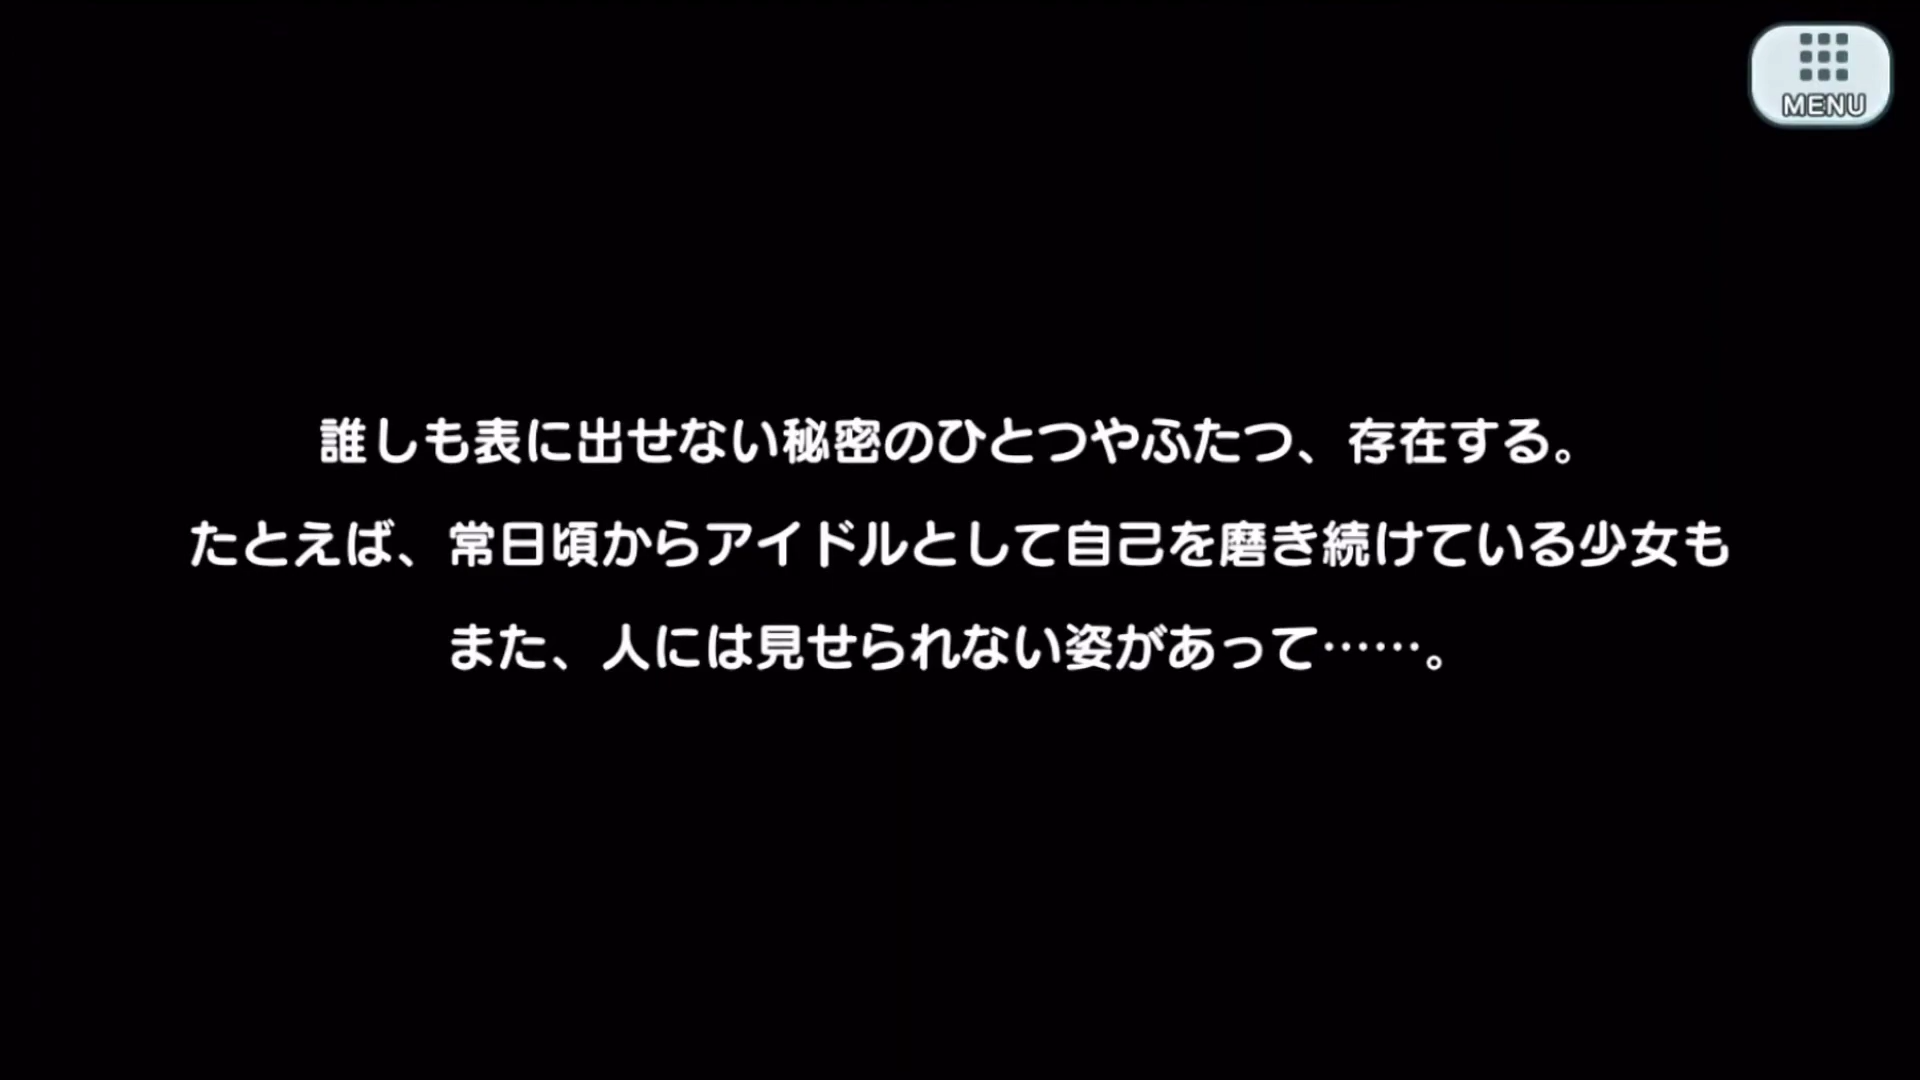 MENU
誰しも表に出せない秘密のひとつやふたつ、存在する。
たとえば、常日頃からアイドルとして自己を磨き続けている少女も
また、人には見せられない姿があって……。